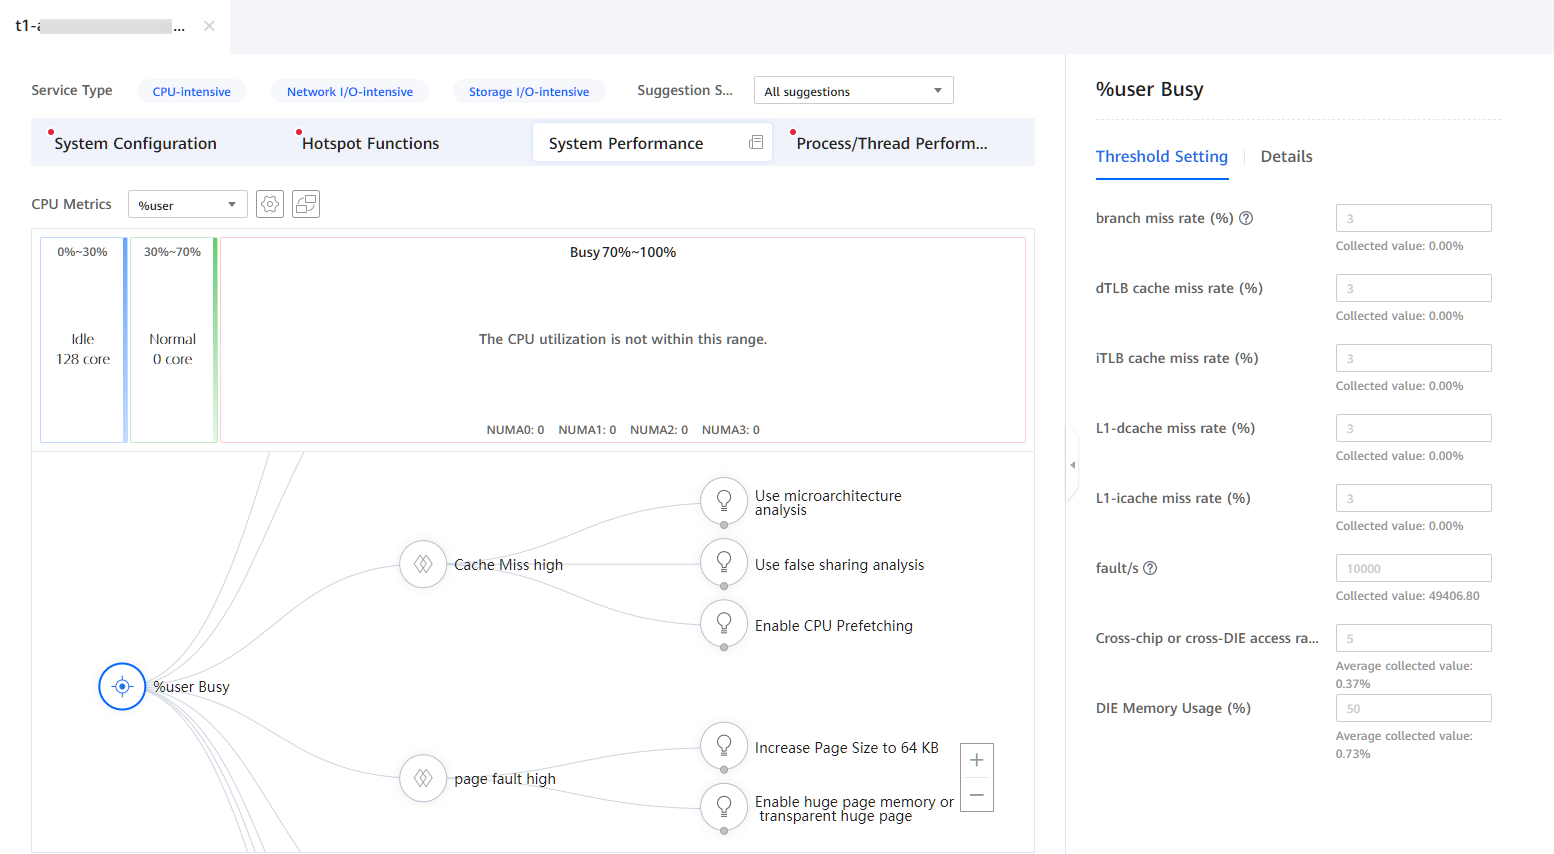 t1-a ...
Service Type
CPU-intensive
Network I/O-intensive
Storage I/O-intensive
Suggestion S...
All suggestions
System Configuration
Hotspot Functions
System Performance
Process/Thread Perform...
CPU Metrics
%user
0%~30%
Idle
128 core
30%~70%
Normal
0 core
Busy70%~100%
The CPU utilization is not within this range.
NUMA0: 0 NUMA1: 0 NUMA2: 0 NUMA3: 0
%user Busy
Cache Miss high
Use microarchitecture
analysis
Use false sharing analysis
Enable CPU Prefetching
page fault high
Increase Page Size to 64 KB
Enable huge page memory or
transparent huge page
%user Busy
Threshold Setting
Details
branch miss rate (%)
3
Collected value: 0.00%
dTLB cache miss rate (%)
3
Collected value: 0.00%
iTLB cache miss rate (%)
3
Collected value: 0.00%
L1-dcache miss rate (%)
3
Collected value: 0.00%
L1-icache miss rate (%)
3
Collected value: 0.00%
fault/s
10000
Collected value: 49406.80
Cross-chip or cross-DIE access ra...
5
Average collected value:
0.37%
DIE Memory Usage (%)
50
Average collected value:
0.73%